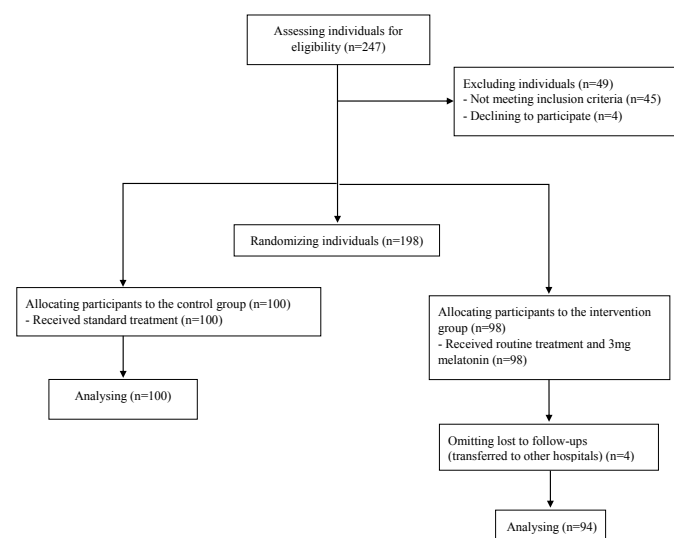 Assessing individuals for
eligibility (n=247)
Excluding individuals (n=49)
- Not meeting inclusion criteria (n=45)
- Declining to participate (n=4)
Randomizing individuals (n=198)
Allocating participants to the control group (n=100)
- Received standard treatment (n=100)
Analysing (n=100)
Allocating participants to the intervention
group (n=98)
- Received routine treatment and 3mg
melatonin (n=98)
Omitting lost to follow-ups
(transferred to other hospitals) (n=4)
Analysing (n=94)